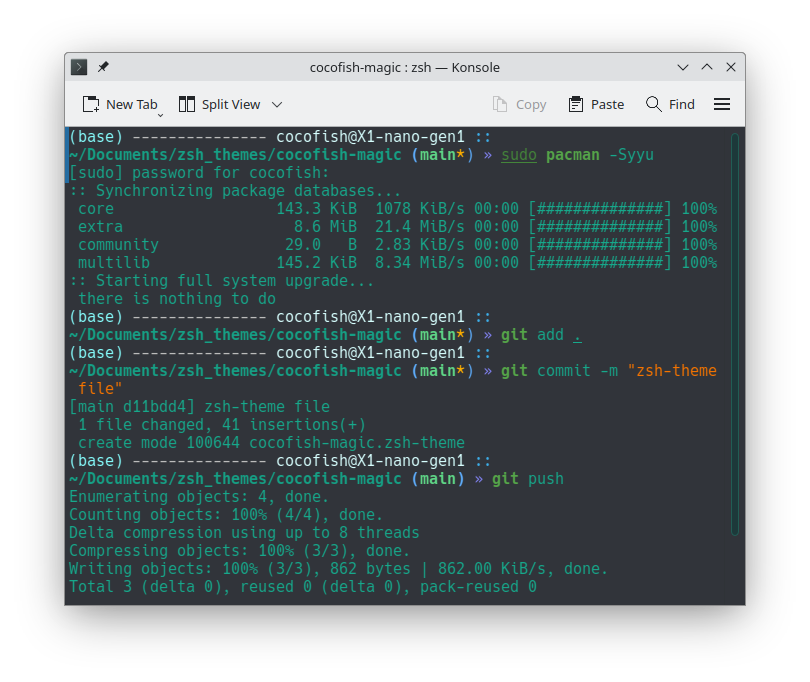 cocofish-magic : zsh — Konsole
New Tab Split View Copy Paste Find
(base) --------------- cocofish@X1-nano-gen1 ::
~/Documents/zsh_themes/cocofish-magic (main*) » sudo pacman -Syyu
[sudo] password for cocofish:
:: Synchronizing package databases...
core 143.3 KiB 1078 KiB/s 00:00 [##############] 100%
extra 8.6 MiB 21.4 MiB/s 00:00 [##############] 100%
community 29.0 B 2.83 KiB/s 00:00 [##############] 100%
multilib 145.2 KiB 8.34 MiB/s 00:00 [##############] 100%
:: Starting full system upgrade...
there is nothing to do
(base) --------------- cocofish@X1-nano-gen1 ::
~/Documents/zsh_themes/cocofish-magic (main*) » git add .
(base) --------------- cocofish@X1-nano-gen1 ::
~/Documents/zsh_themes/cocofish-magic (main*) » git commit -m "zsh-theme
file"
[main d11bdd4] zsh-theme file
1 file changed, 41 insertions(+)
create mode 100644 cocofish-magic.zsh-theme
(base) --------------- cocofish@X1-nano-gen1 ::
~/Documents/zsh_themes/cocofish-magic (main) » git push
Enumerating objects: 4, done.
Counting objects: 100% (4/4), done.
Delta compression using up to 8 threads
Compressing objects: 100% (3/3), done.
Writing objects: 100% (3/3), 862 bytes | 862.00 KiB/s, done.
Total 3 (delta 0), reused 0 (delta 0), pack-reused 0